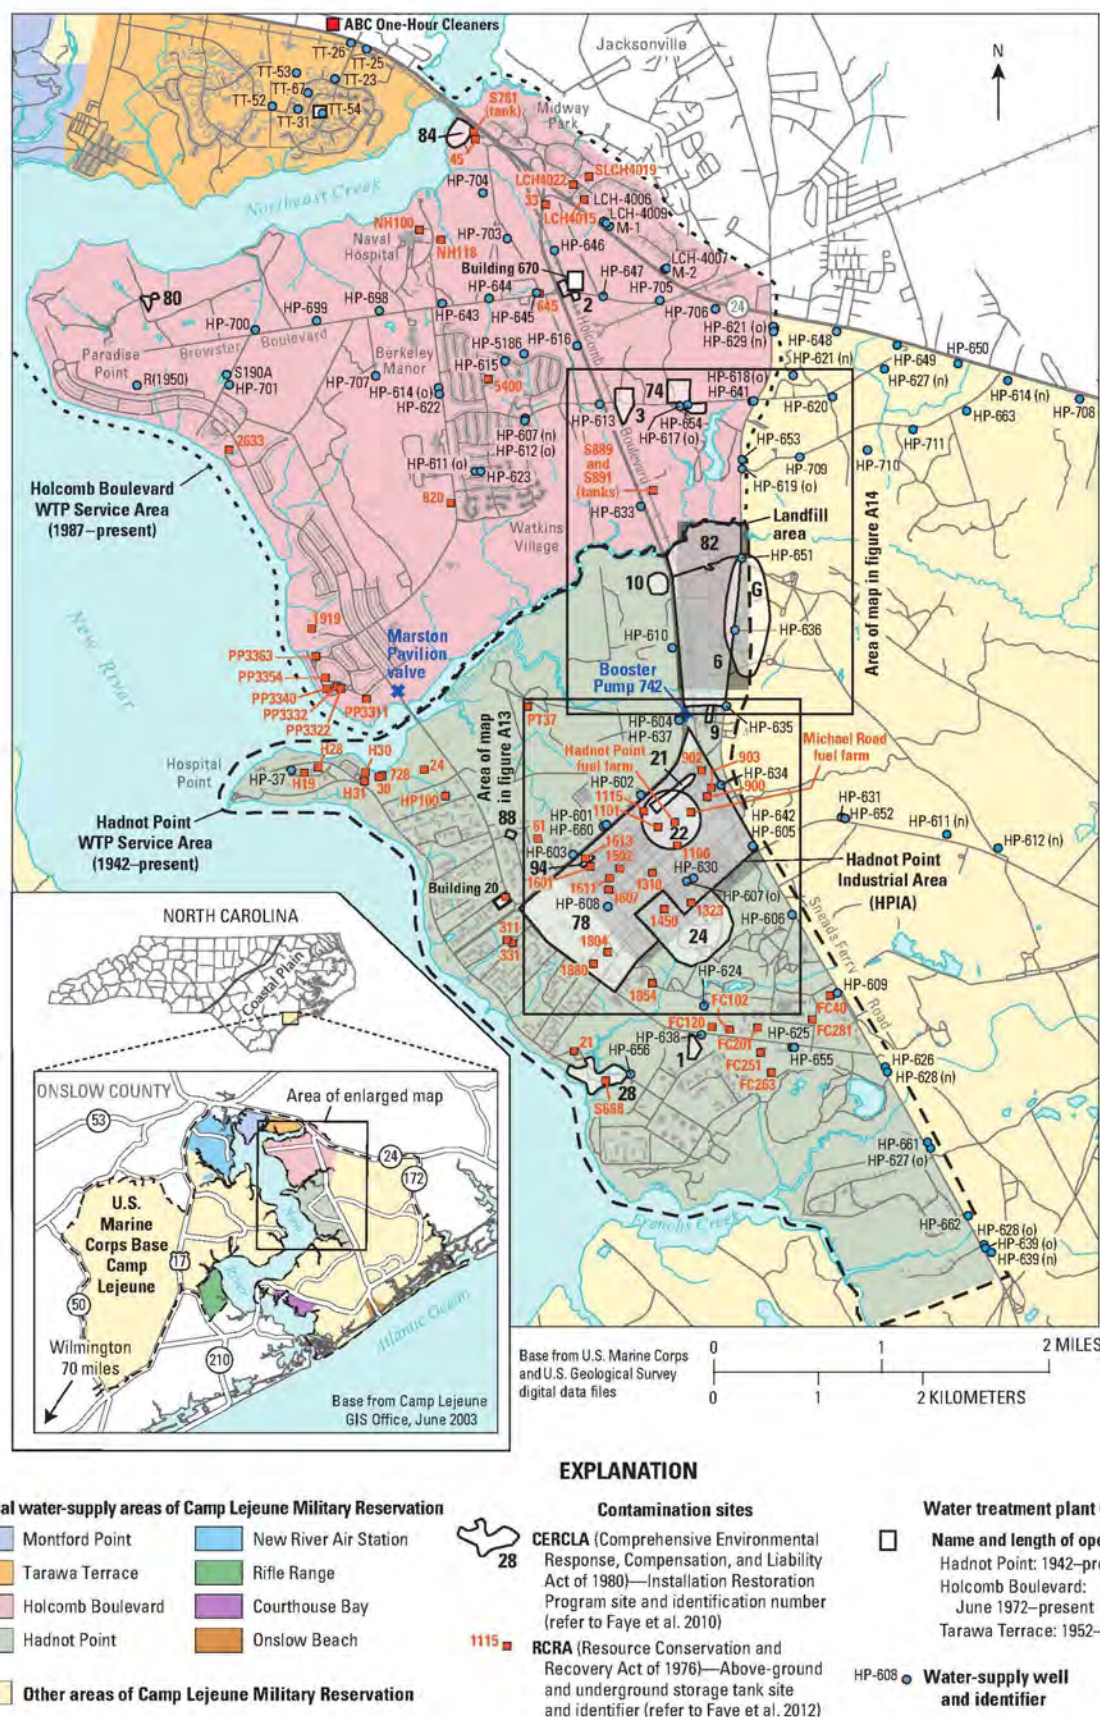 ABC One-Hour Cleaners
Jacksonville
N
TT-26
TT-25
TT-53
TT-23
TT-67
TT-52
TT-54
TT-31
S781
(tank)
Midway
Park
84
45
SLCH4019
LCH4022
LCH-4006
33
LCH4015
LCH-4009
M-1
HP-704
Northeast Creek
NH100
Naval
Hospital
NH118
HP-703
HP-646
LCH-4007
M-2
Building 670
HP-647
HP-705
2
80
HP-699
HP-698
HP-644
HP-643
HP-645
645
HP-706
24
HP-700
HP-621 (o)
HP-629 (n)
HP-648
Holcomb
Boulevard
Paradise
Point
Brewster
Boulevard
Berkeley
Manor
HP-5186
HP-616
HP-615
HP-621 (n)
HP-649
HP-650
HP-627 (n)
HP-614 (n)
R(1950)
S190A
HP-701
HP-707
HP-614 (o)
HP-622
5400
74
HP-618 (o)
HP-641
HP-620
HP-663
HP-708
HP-613
3
HP-654
HP-617 (o)
HP-607 (n)
HP-612 (o)
HP-711
2633
HP-611 (o)
HP-623
S889
and
S891
(tanks)
HP-653
HP-709
HP-710
HP-619 (o)
820
HP-633
Holcomb Boulevard
WTP Service Area
(1987–present)
Watkins
Village
Landfill
area
82
HP-651
Area of map in figure A14
10
G
New River
1919
HP-610
HP-636
6
PP3363
PP3354
PP3340
PP3332
PP3322
PP3311
Marston
Pavilion
valve
Booster
Pump 742
PT37
HP-604
HP-637
9
HP-635
Area of map
in figure A13
21
Hadnot Point
fuel farm
902
903
Michael Road
fuel farm
Hospital
Point
HP-37
H28
H19
H30
H31
728
30
24
HP100
HP-602
HP-634
900
1115
1101
HP-631
HP-652
Hadnot Point
WTP Service Area
(1942–present)
88
61
HP-601
HP-660
22
HP-642
HP-605
HP-611 (n)
HP-612 (n)
HP-603
94
1613
1502
1106
Hadnot Point
Industrial Area
(HPIA)
1601
1611
1310
HP-630
HP-607 (o)
Building 20
1607
HP-608
1450
1323
HP-606
78
24
311
331
1804
1880
1854
HP-624
Sneads Ferry
Road
HP-609
FC40
FC281
FC102
FC120
HP-638
FC201
HP-625
HP-655
21
HP-656
1
FC251
FC263
HP-626
HP-628 (n)
28
S688
HP-661
HP-627 (o)
HP-662
HP-628 (o)
HP-639 (o)
HP-639 (n)
Frenchs Creek
NORTH CAROLINA
Coastal Plain
ONSLOW COUNTY
Area of enlarged map
53
24
172
U.S.
Marine
Corps Base
Camp
Lejeune
New
River
17
50
210
Atlantic Ocean
Wilmington
70 miles
Base from Camp Lejeune
GIS Office, June 2003
Base from U.S. Marine Corps
and U.S. Geological Survey
digital data files
0 1 2 MILES
0 1 2 KILOMETERS
EXPLANATION
al water-supply areas of Camp Lejeune Military Reservation
Montford Point
Tarawa Terrace
Holcomb Boulevard
Hadnot Point
New River Air Station
Rifle Range
Courthouse Bay
Onslow Beach
Other areas of Camp Lejeune Military Reservation
Contamination sites
28
CERCLA (Comprehensive Environmental
Response, Compensation, and Liability
Act of 1980)—Installation Restoration
Program site and identification number
(refer to Faye et al. 2010)
1115
RCRA (Resource Conservation and
Recovery Act of 1976)—Above-ground
and underground storage tank site
and identifier (refer to Faye et al. 2012)
Water treatment plant
Name and length of ope
Hadnot Point: 1942–pre
Holcomb Boulevard:
June 1972–present
Tarawa Terrace: 1952–
HP-608
Water-supply well
and identifier